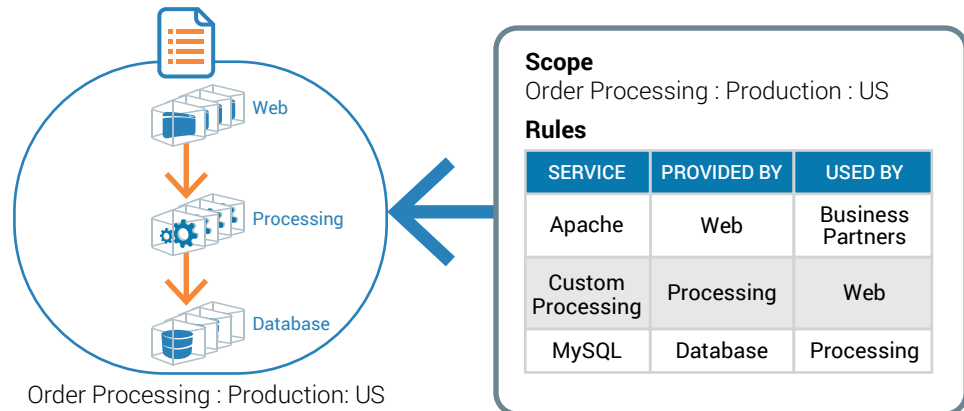 Web
Processing
Database
Order Processing : Production: US
Scope
Order Processing : Production : US
Rules
SERVICE PROVIDED BY USED BY
Apache Web Business
Partners
Custom
Processing Processing Web
MySQL Database Processing